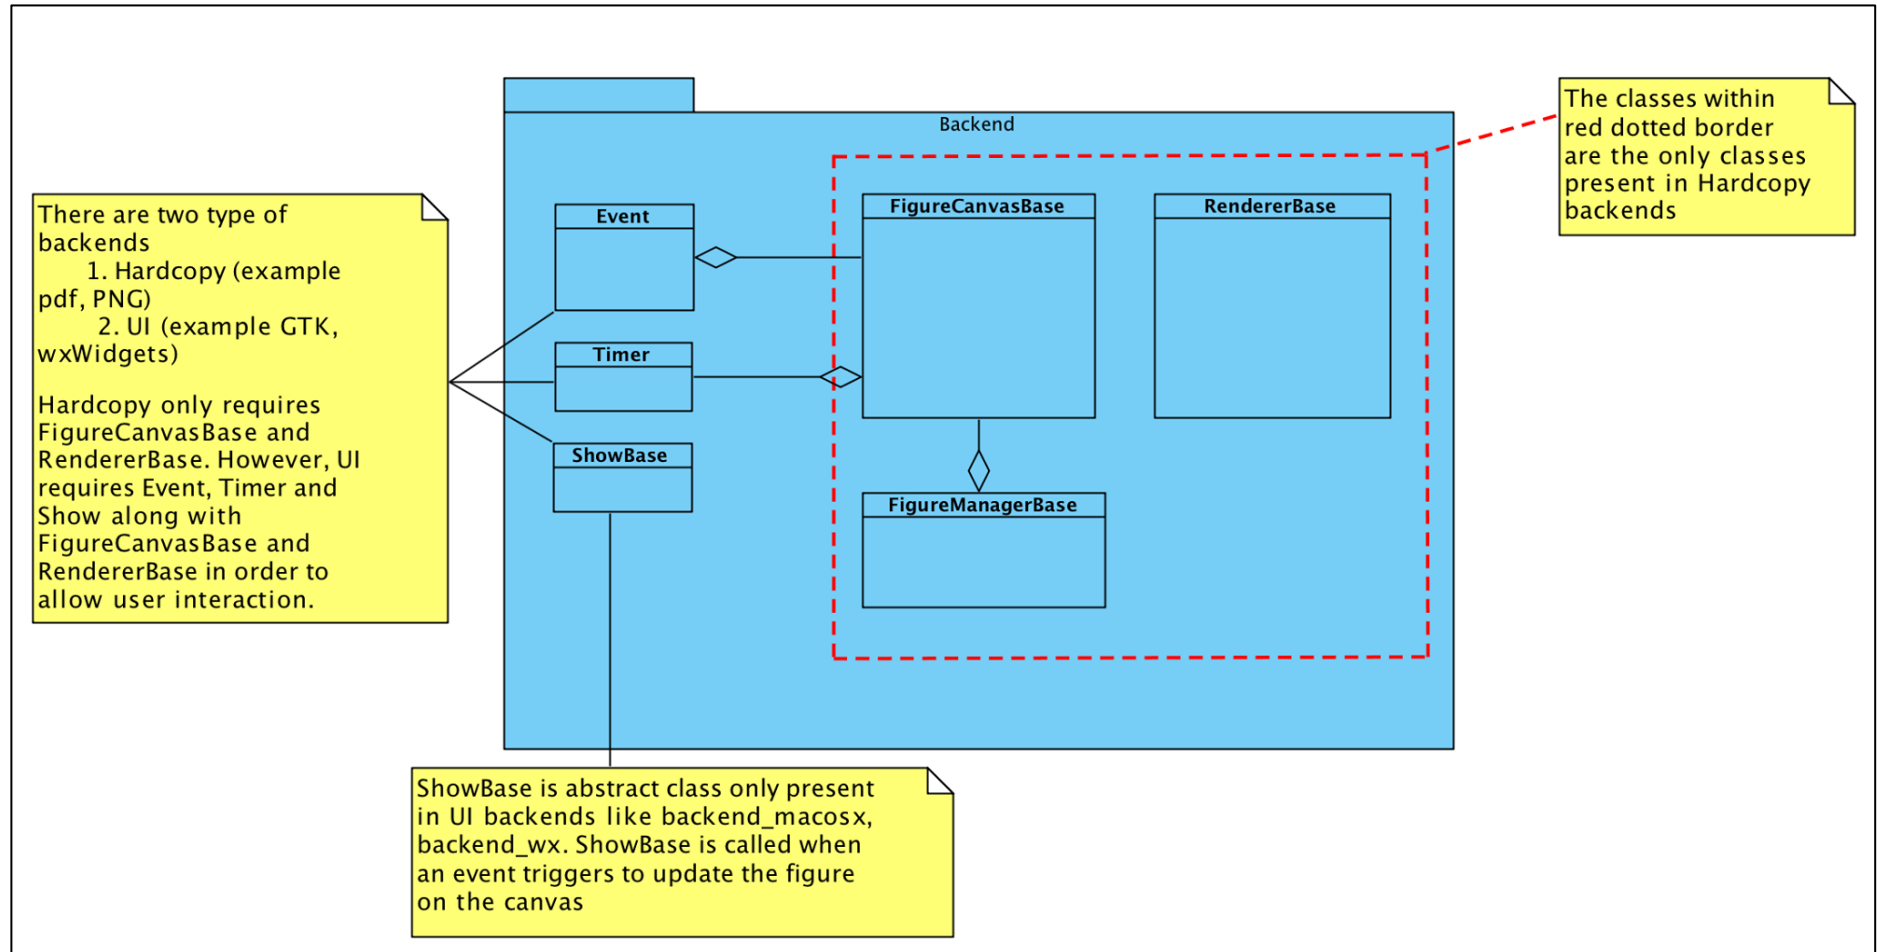 Backend
The classes within
red dotted border
are the only classes
present in Hardcopy
backends
There are two type of
backends
1. Hardcopy (example
pdf, PNG)
2. UI (example GTK,
wxWidgets)
Hardcopy only requires
FigureCanvasBase and
RendererBase. However, UI
requires Event, Timer and
Show along with
FigureCanvasBase and
RendererBase in order to
allow user interaction.
Event
FigureCanvasBase
RendererBase
Timer
ShowBase
FigureManagerBase
ShowBase is abstract class only present
in UI backends like backend_macosx,
backend_wx. ShowBase is called when
an event triggers to update the figure
on the canvas